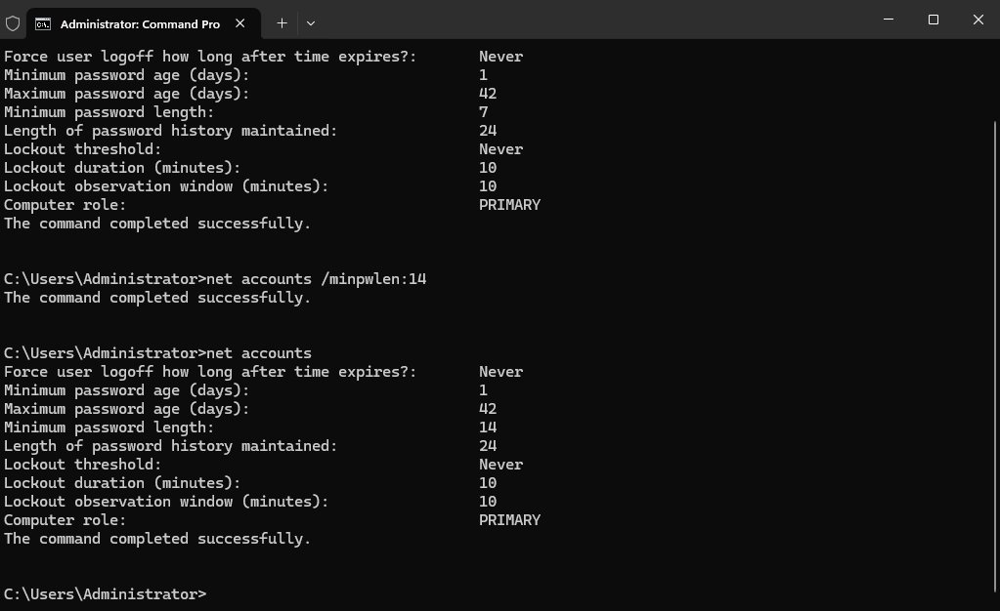 Administrator: Command Pro
Force user logoff how long after time expires?: Never
Minimum password age (days): 1
Maximum password age (days): 42
Minimum password length: 7
Length of password history maintained: 24
Lockout threshold: Never
Lockout duration (minutes): 10
Lockout observation window (minutes): 10
Computer role: PRIMARY
The command completed successfully.
C:\Users\Administrator>net accounts /minpwlen:14
The command completed successfully.
C:\Users\Administrator>net accounts
Force user logoff how long after time expires?: Never
Minimum password age (days): 1
Maximum password age (days): 42
Minimum password length: 14
Length of password history maintained: 24
Lockout threshold: Never
Lockout duration (minutes): 10
Lockout observation window (minutes): 10
Computer role: PRIMARY
The command completed successfully.
C:\Users\Administrator>